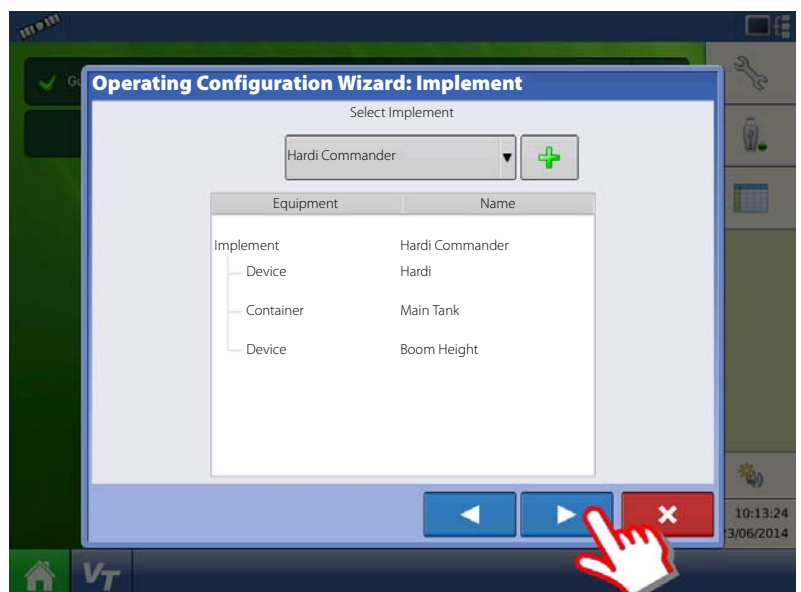 Operating Configuration Wizard: Implement
Select Implement
Hardi Commander
Equipment Name
Implement Hardi Commander
Device Hardi
Container Main Tank
Device Boom Height
10:13:24
3/06/2014
VT